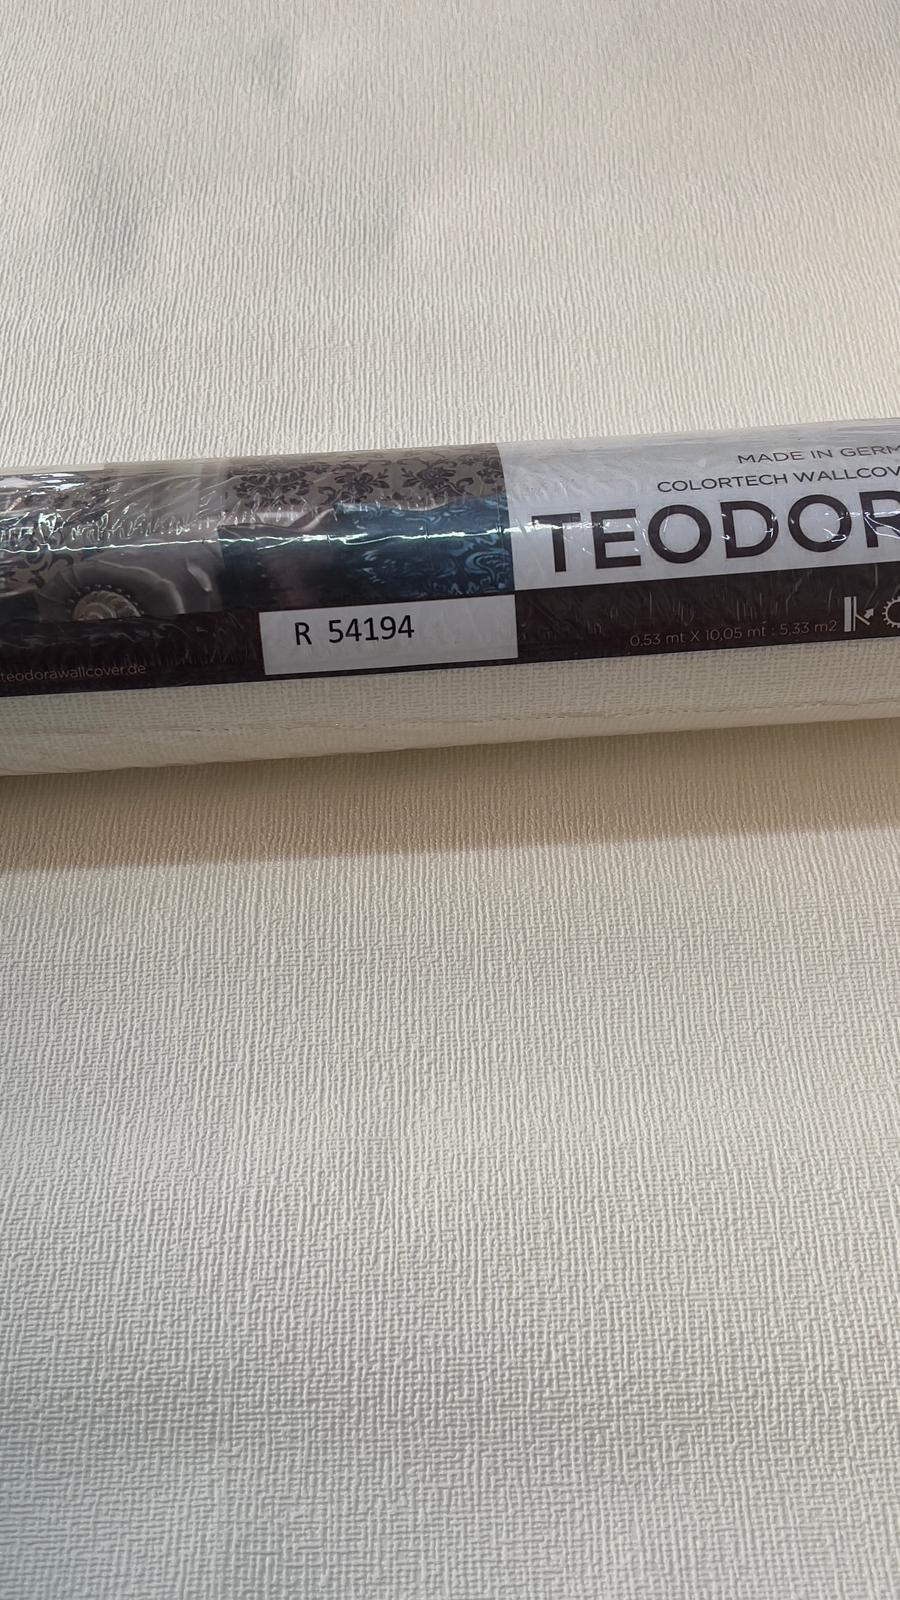 MADE IN GERM
COLORTECH WALLCOV
TEODOR
R 54194
0,53 mt X 10,05 mt : 5,33 m2
teodorawallcover.de